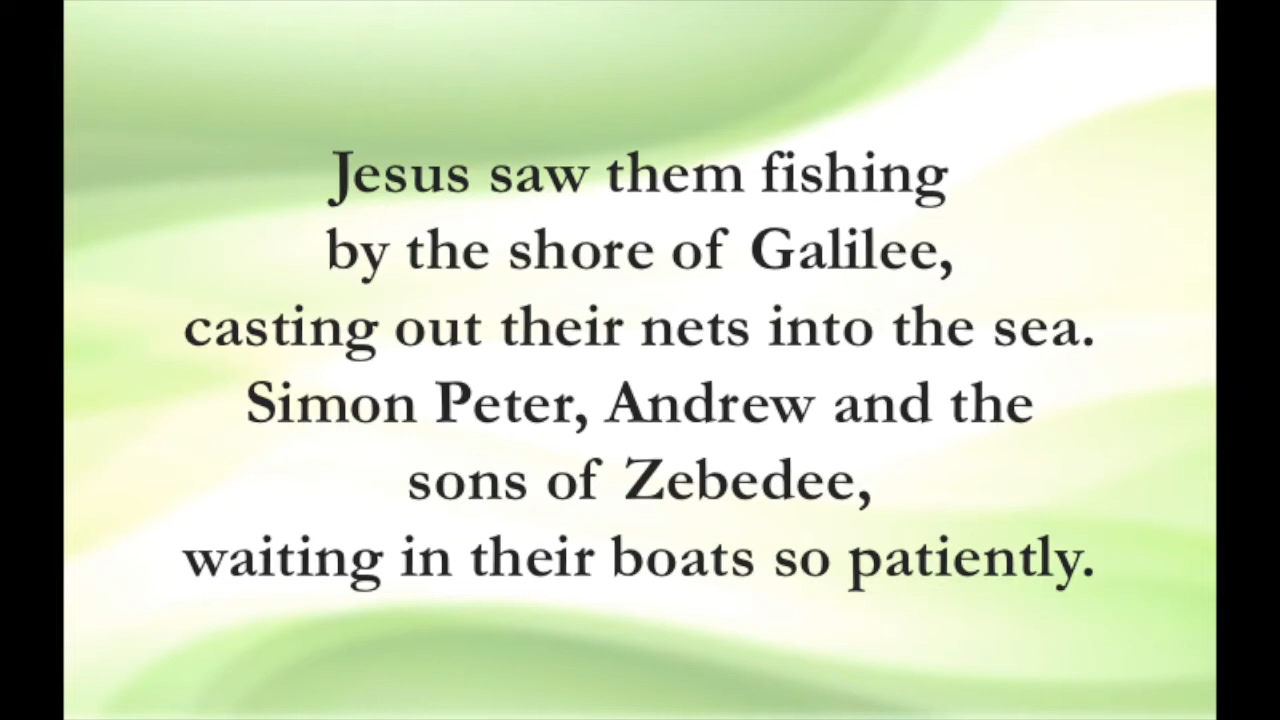 Jesus saw them fishing
by the shore of Galilee,
casting out their nets into the sea.
Simon Peter, Andrew and the
sons of Zebedee,
waiting in their boats so patiently.